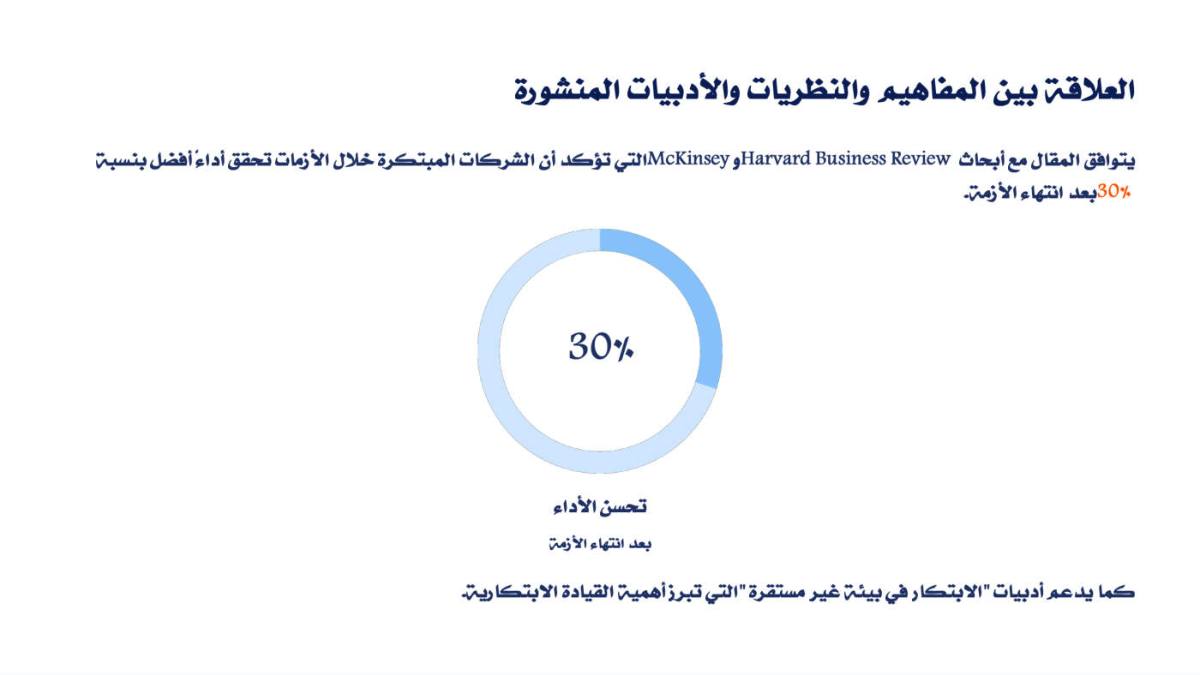 العلاقة بين المفاهيم والنظريات والأدبيات المنشورة
يتوافق المقال مع أبحاث Harvard Business Review و McKinsey التي تؤكد أن الشركات المبتكرة خلال الأزمات تحقق أداءً أفضل بنسبة
30% بعد انتهاء الأزمة.
30%
تحسن الأداء
بعد انتهاء الأزمة
كما يدعم أدبيات "الابتكار في بيئة غير مستقرة" التي تبرز أهمية القيادة الابتكارية.